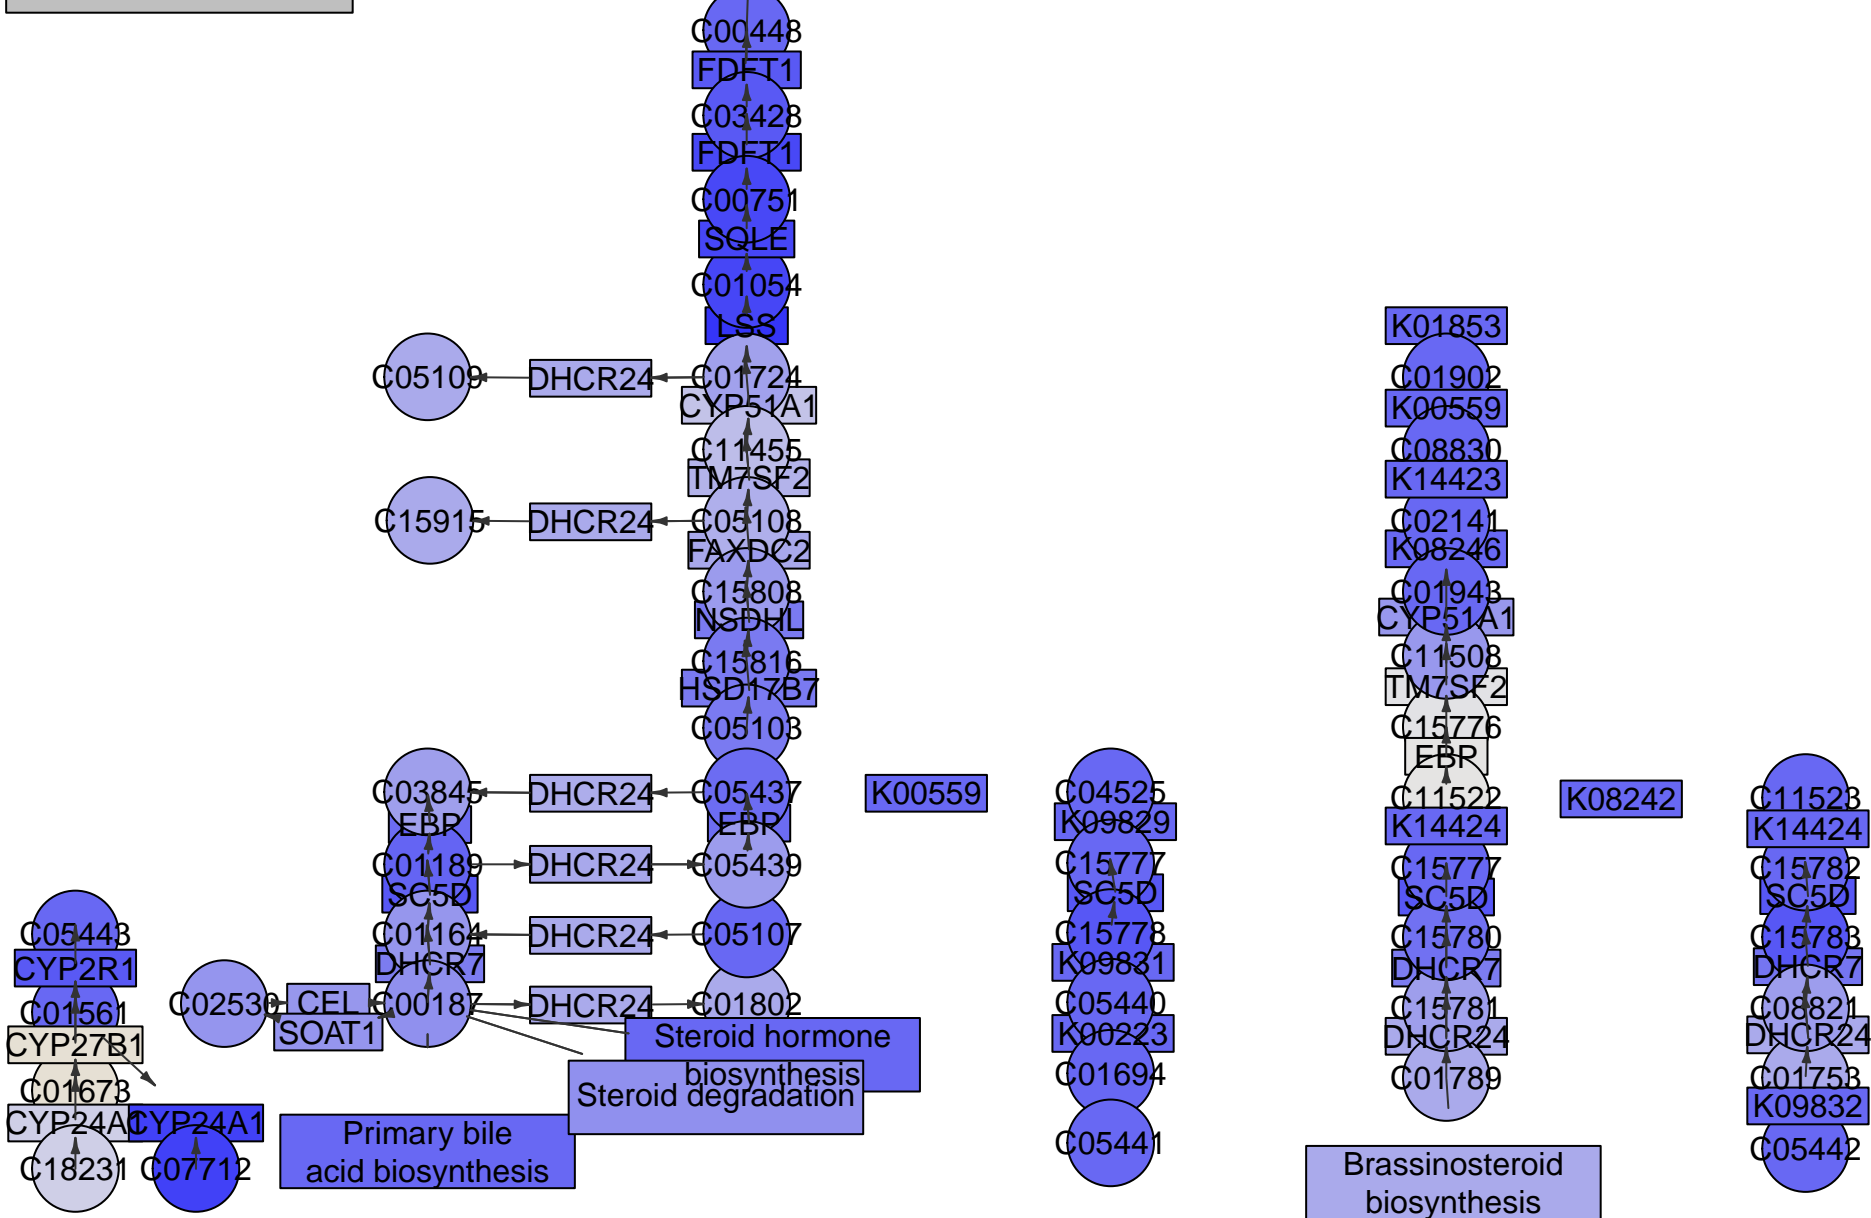 C00448
FDFT1
C03428
FDFT1
C00751
SQLE
C01054
LSS
C05109
DHCR24
C01724
CYP51A1
C11455
TM7SF2
C15915
DHCR24
C05108
FAXDC2
C15808
NSDHL
C15816
HSD17B7
C05103
C03845
DHCR24
C05437
EBP
EBP
C01189
DHCR24
C05439
SC5D
C01164
DHCR24
C05107
DHCR7
C02530
CEL
SOAT1
C00187
DHCR24
C01802
C05443
CYP2R1
C01561
CYP27B1
C01673
CYP24A1
CYP24A1
C18231
C07712
Steroid hormone
biosynthesis
Steroid degradation
Primary bile
acid biosynthesis
K00559
C04525
K09829
C15777
SC5D
C15778
K09831
C05440
K00223
C01694
C05441
K01853
C01902
K00559
C08830
K14423
C02141
K08246
C01943
CYP51A1
C11508
TM7SF2
C15776
EBP
C11522
K14424
C15777
SC5D
C15780
DHCR7
C15781
DHCR24
C01789
Brassinosteroid
biosynthesis
K08242
C11523
K14424
C15782
SC5D
C15783
DHCR7
C08821
DHCR24
C01753
K09832
C05442